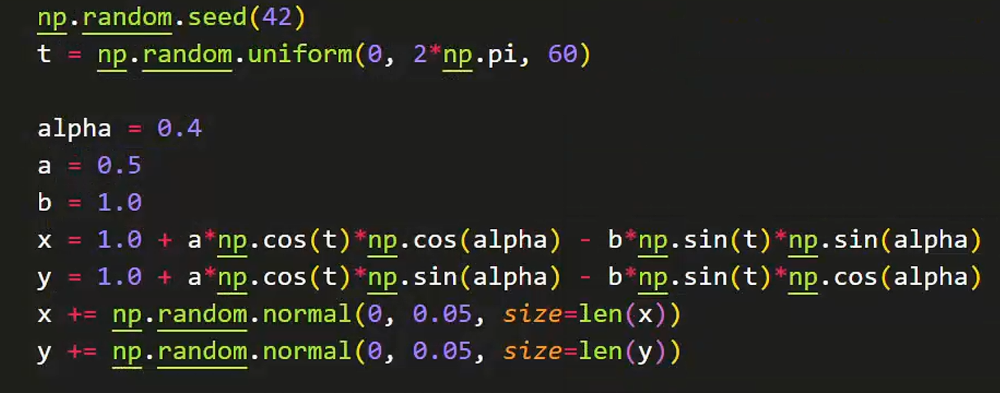 np.random.seed(42)
t = np.random.uniform(0, 2*np.pi, 60)
alpha = 0.4
a = 0.5
b = 1.0
x = 1.0 + a*np.cos(t)*np.cos(alpha) - b*np.sin(t)*np.sin(alpha)
y = 1.0 + a*np.cos(t)*np.sin(alpha) - b*np.sin(t)*np.cos(alpha)
x += np.random.normal(0, 0.05, size=len(x))
y += np.random.normal(0, 0.05, size=len(y))